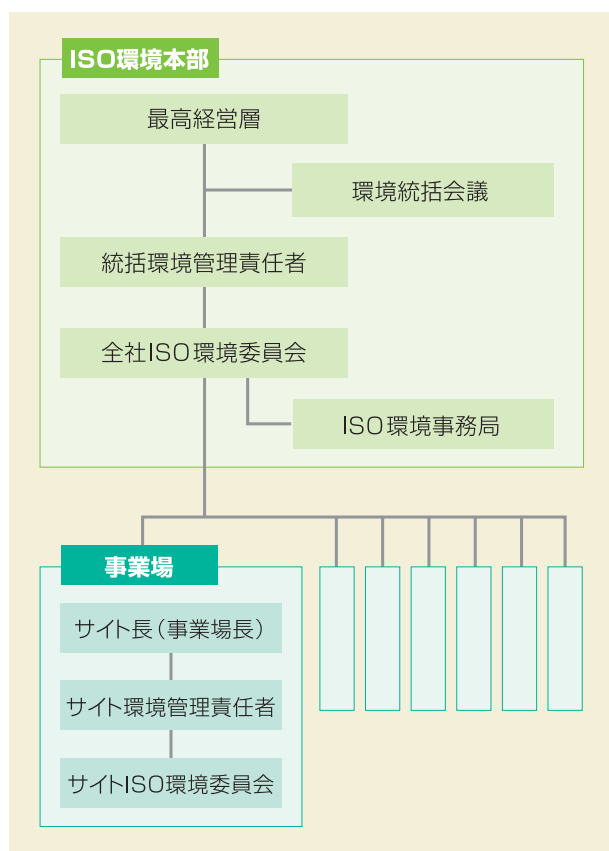 ISO環境本部
最高経営層
環境統括会議
統括環境管理責任者
全社ISO環境委員会
ISO環境事務局
事業場
サイト長（事業場長）
サイト環境管理責任者
サイトISO環境委員会